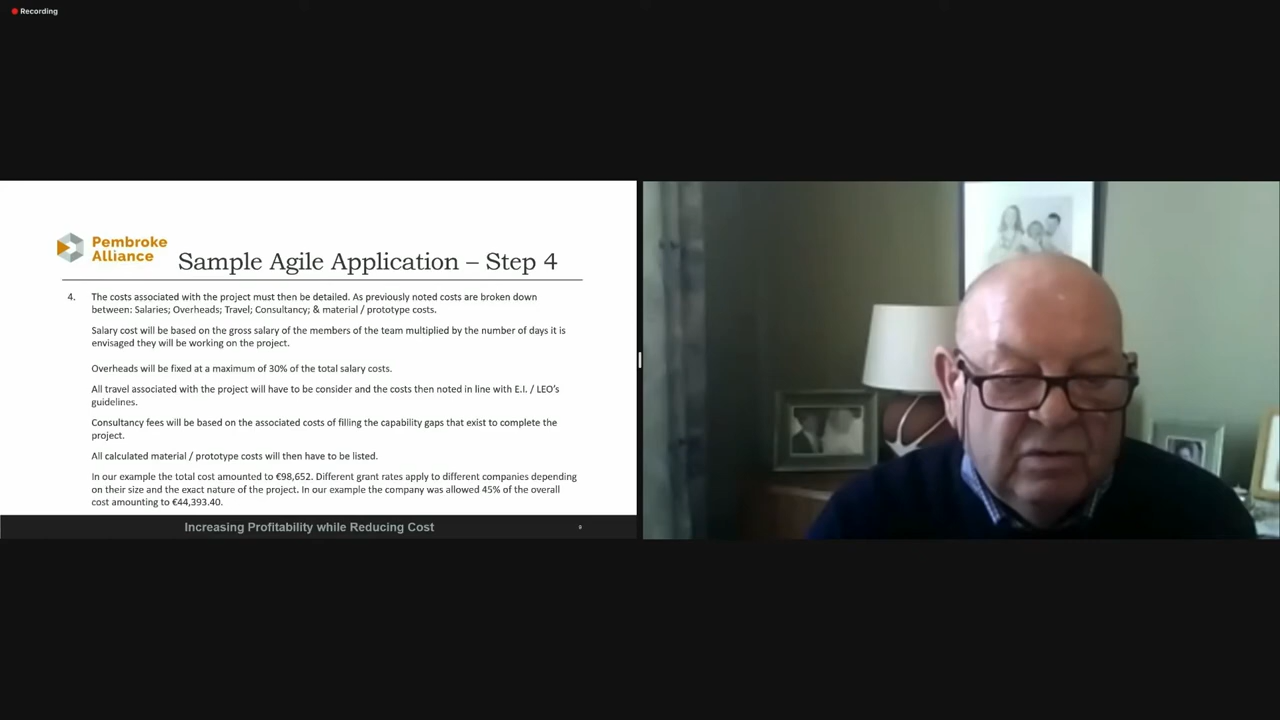 Recording
Pembroke
Alliance
Sample Agile Application – Step 4
4. The costs associated with the project must then be detailed. As previously noted costs are broken down
between: Salaries; Overheads; Travel; Consultancy; & material / prototype costs.
Salary cost will be based on the gross salary of the members of the team multiplied by the number of days it is
envisaged they will be working on the project.
Overheads will be fixed at a maximum of 30% of the total salary costs.
All travel associated with the project will have to be consider and the costs then noted in line with E.I. / LEO's
guidelines.
Consultancy fees will be based on the associated costs of filling the capability gaps that exist to complete the
project.
All calculated material / prototype costs will then have to be listed.
In our example the total cost amounted to €98,652. Different grant rates apply to different companies depending
on their size and the exact nature of the project. In our example the company was allowed 45% of the overall
cost amounting to €44,393.40.
Increasing Profitability while Reducing Cost